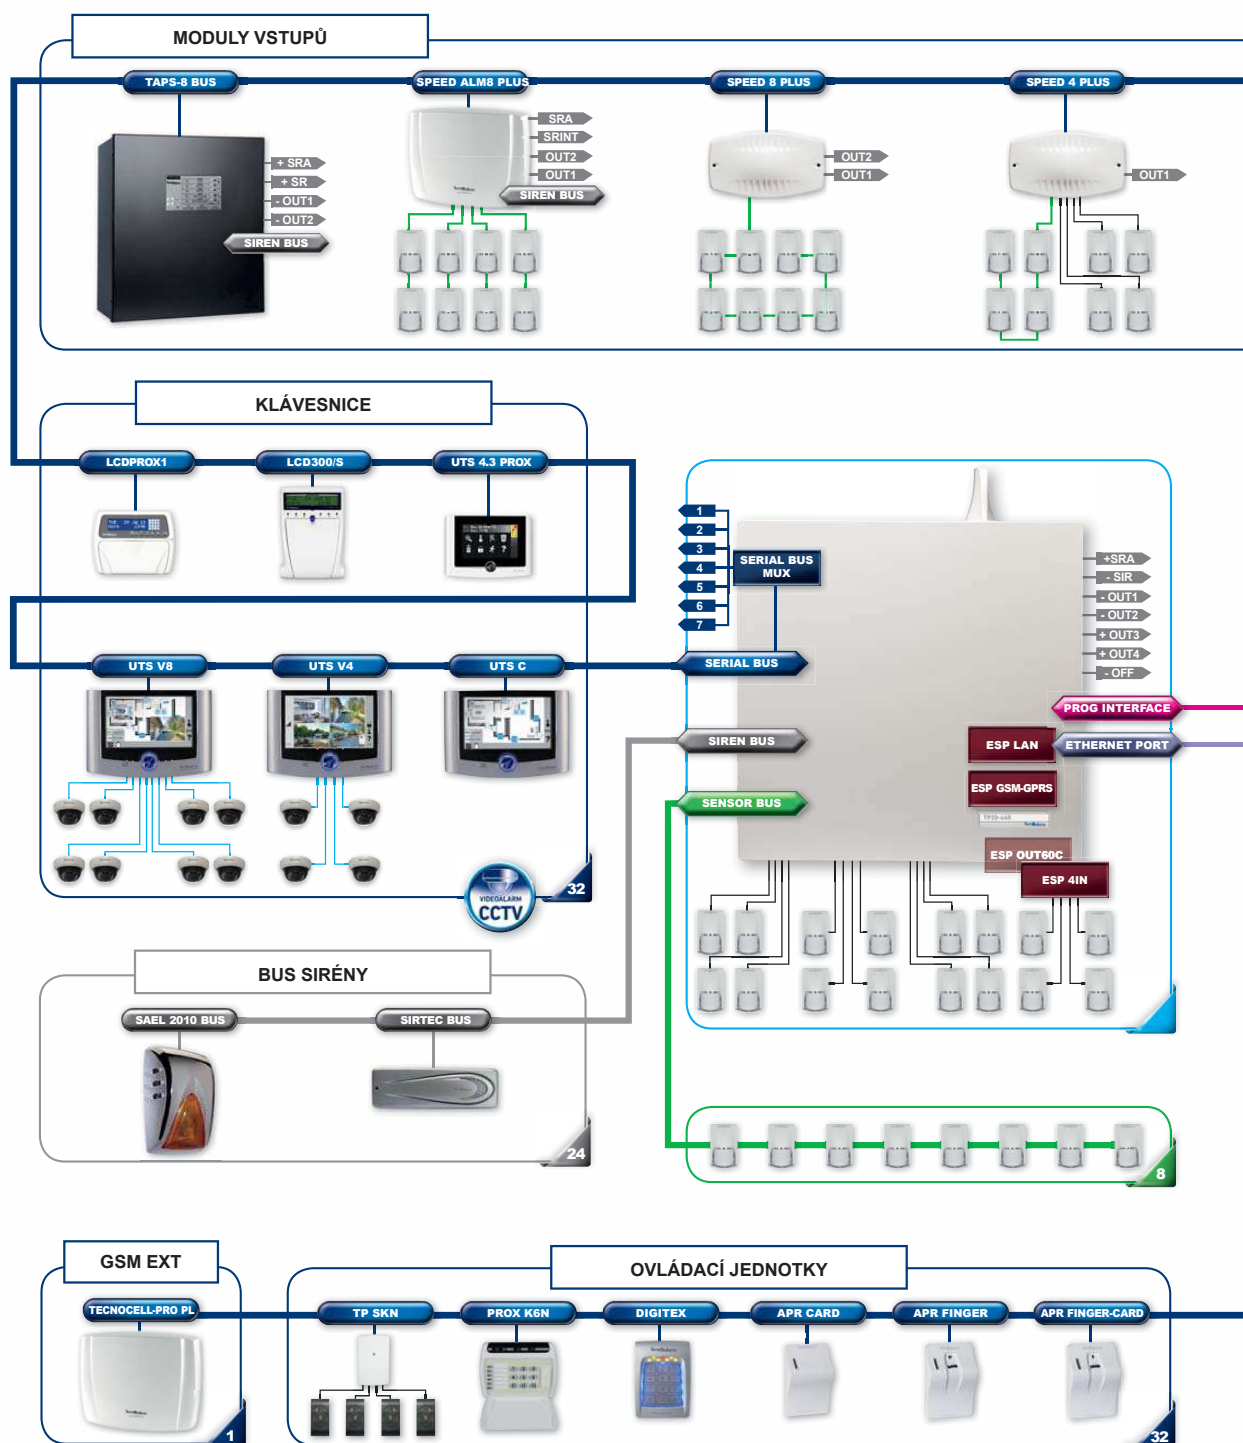 MODULY VSTUPŮ
TAPS-8 BUS
SPEED ALM8 PLUS
SPEED 8 PLUS
SPEED 4 PLUS
+ SRA
+ SR
- OUT1
- OUT2
SIREN BUS
SRA
SRINT
OUT2
OUT1
SIREN BUS
OUT2
OUT1
OUT1
KLÁVESNICE
LCDPROX1
LCD300/S
UTS 4.3 PROX
UTS V8
UTS V4
UTS C
VIDEOALARM
CCTV
32
1
2
3
4
5
6
7
SERIAL BUS
MUX
SERIAL BUS
SIREN BUS
SENSOR BUS
+SRA
- SIR
- OUT1
- OUT2
+ OUT3
+ OUT4
- OFF
PROG INTERFACE
ESP LAN
ETHERNET PORT
ESP GSM-GPRS
ESP OUT60C
ESP 4IN
BUS SIRÉNY
SAEL 2010 BUS
SIRTEC BUS
24
8
GSM EXT
TECNOCELL-PRO PL
1
OVLÁDACÍ JEDNOTKY
TP SKN
PROX K6N
DIGITEX
APR CARD
APR FINGER
APR FINGER-CARD
32